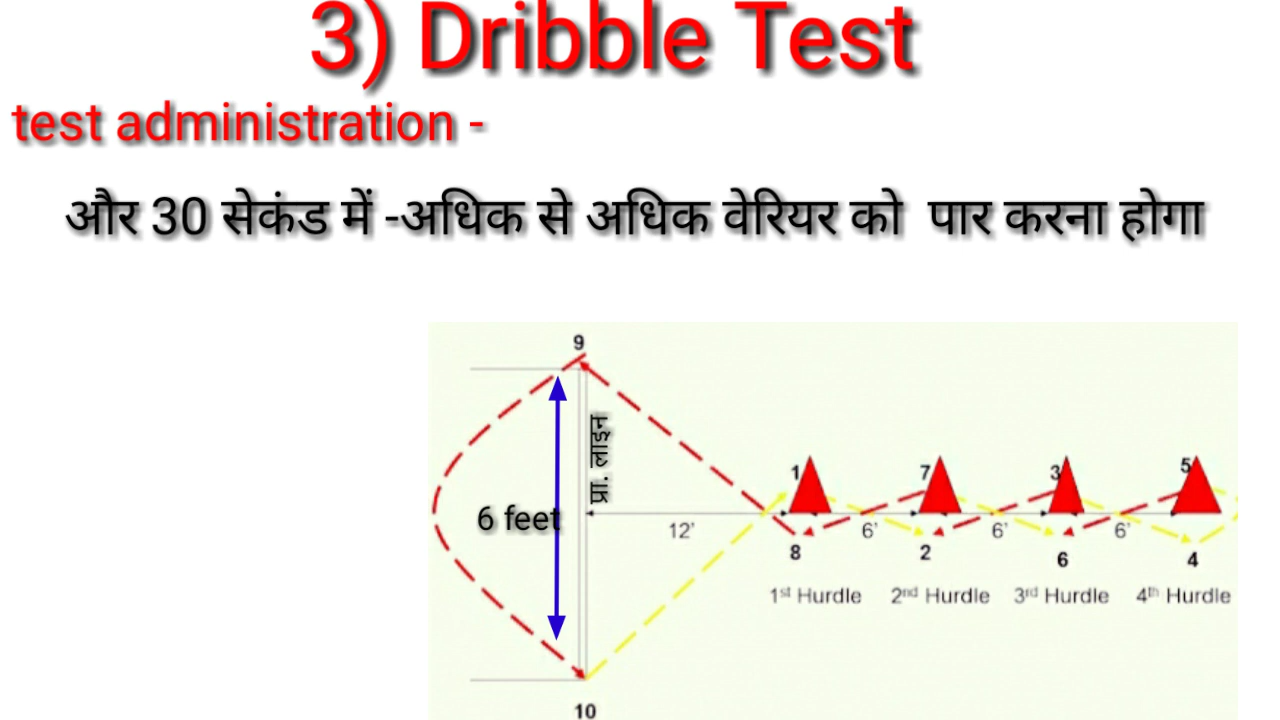 3) Dribble Test
test administration -
और 30 सेकंड में -अधिक से अधिक वेरियर को पार करना होगा
9
प्रा. लाइन
1 7 3 5
6 feet
12' 6' 6' 6'
8 2 6 4
1st Hurdle 2nd Hurdle 3rd Hurdle 4th Hurdle
10